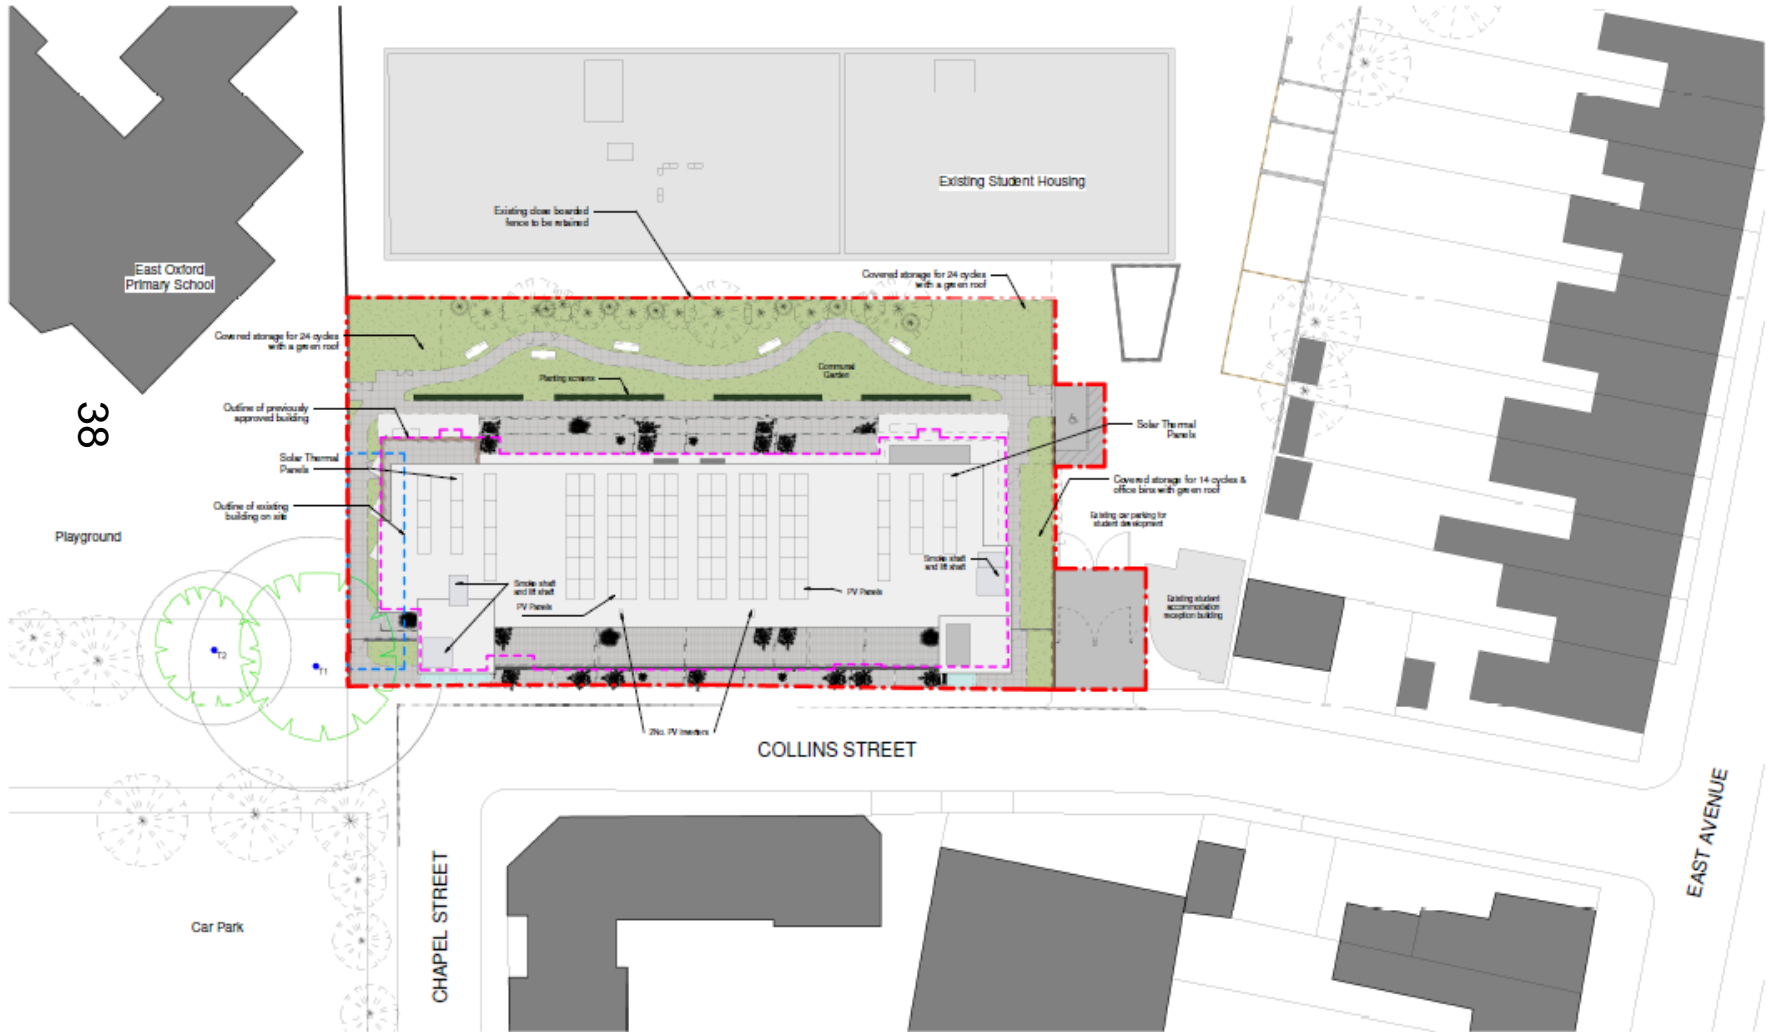 Existing Student Housing
Existing close boarded
fence to be retained
East Oxford
Primary School
Covered storage for 24 cycles
with a green roof
Covered storage for 24 cycles
with a green roof
Communal
Garden
Planting screens
38
Outline of previously
approved building
Solar Thermal
Panels
Solar Thermal
Panels
Covered storage for 14 cycles &
office bins with green roof
Outline of existing
building on site
Existing car parking for
student development
Playground
Smoke shaft
and lift shaft
Smoke shaft
and lift shaft
PV Panels
PV Panels
Existing student
accommodation
reception building
T2
T1
2No. PV Inverters
COLLINS STREET
EAST AVENUE
CHAPEL STREET
Car Park